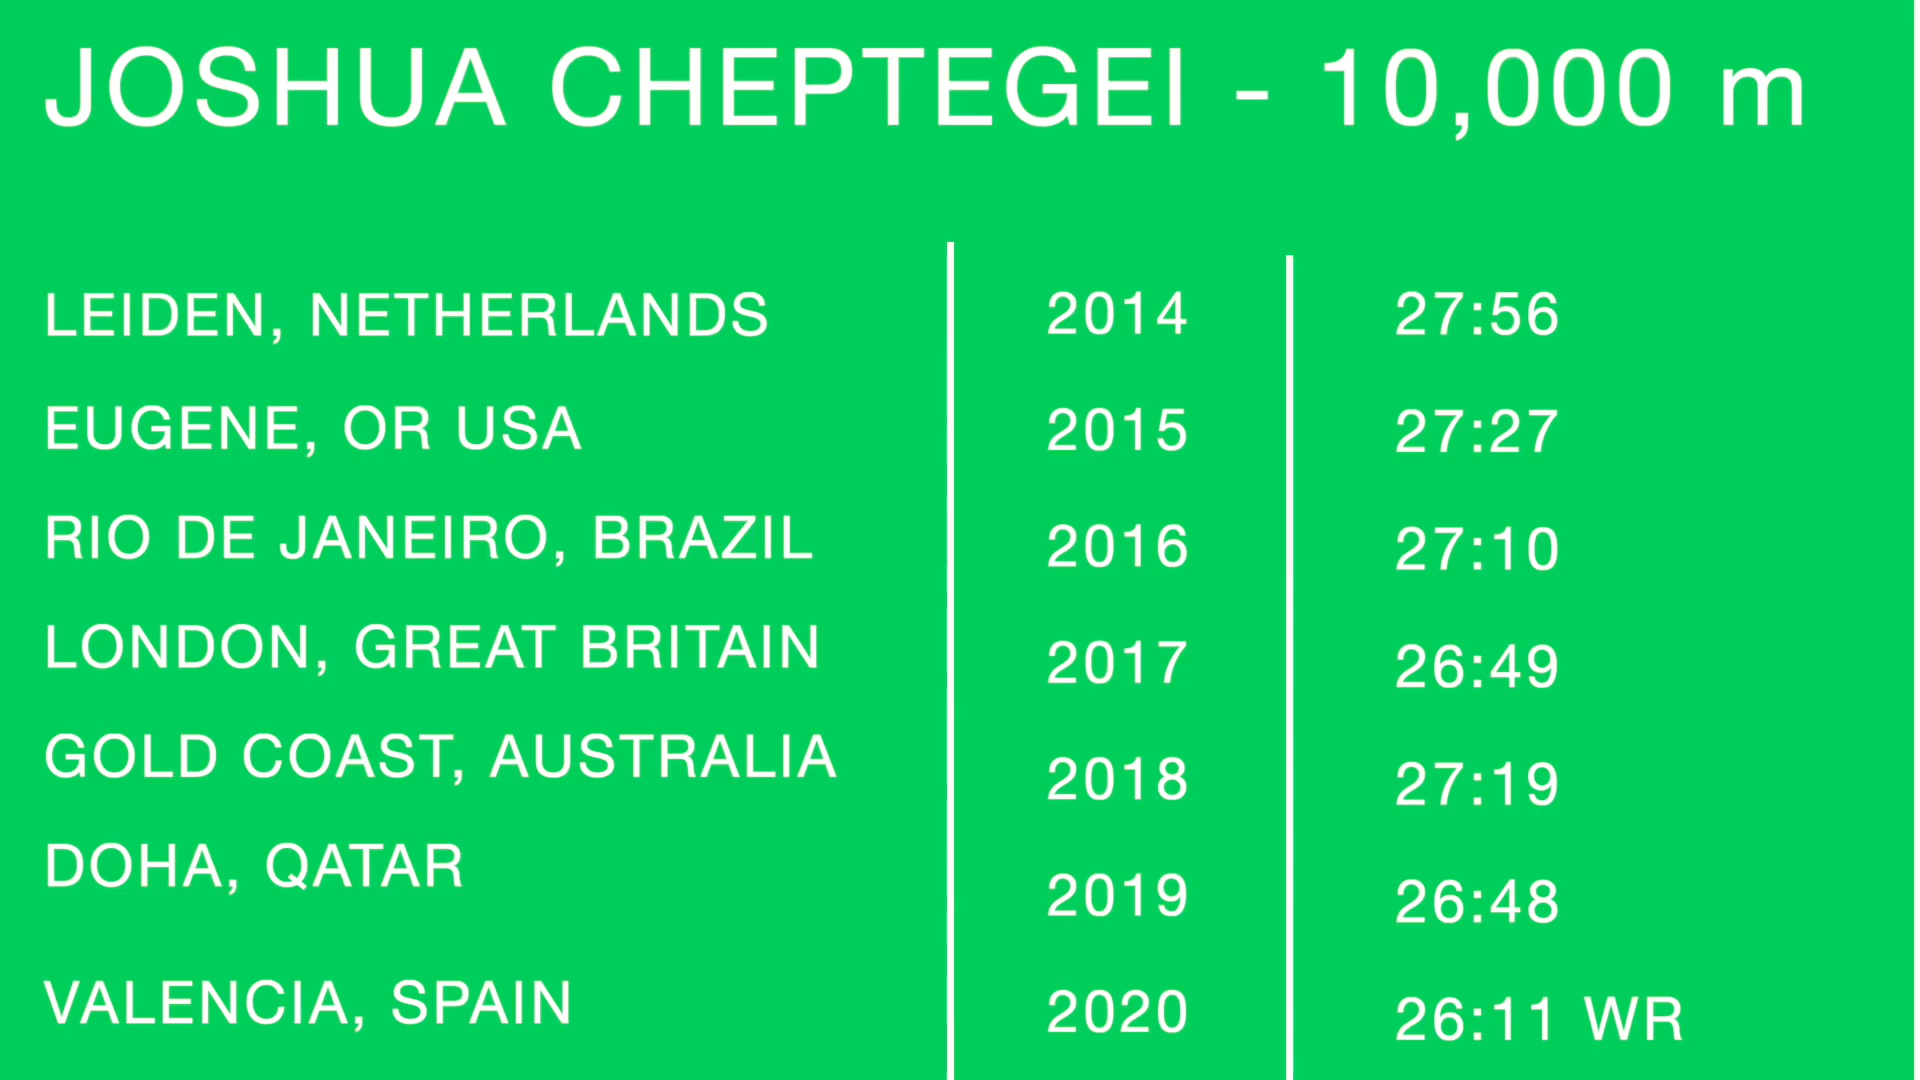 JOSHUA CHEPTEGEI - 10,000 m
LEIDEN, NETHERLANDS 2014 27:56
EUGENE, OR USA 2015 27:27
RIO DE JANEIRO, BRAZIL 2016 27:10
LONDON, GREAT BRITAIN 2017 26:49
GOLD COAST, AUSTRALIA 2018 27:19
DOHA, QATAR 2019 26:48
VALENCIA, SPAIN 2020 26:11 WR